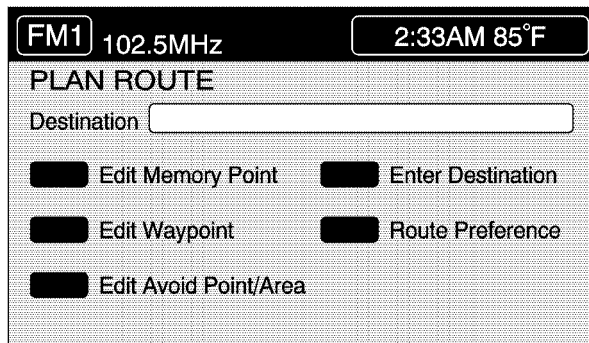 FM1 102.5MHz 2:33AM 85°F
PLAN ROUTE
Destination
Edit Memory Point Enter Destination
Edit Waypoint Route Preference
Edit Avoid Point/Area